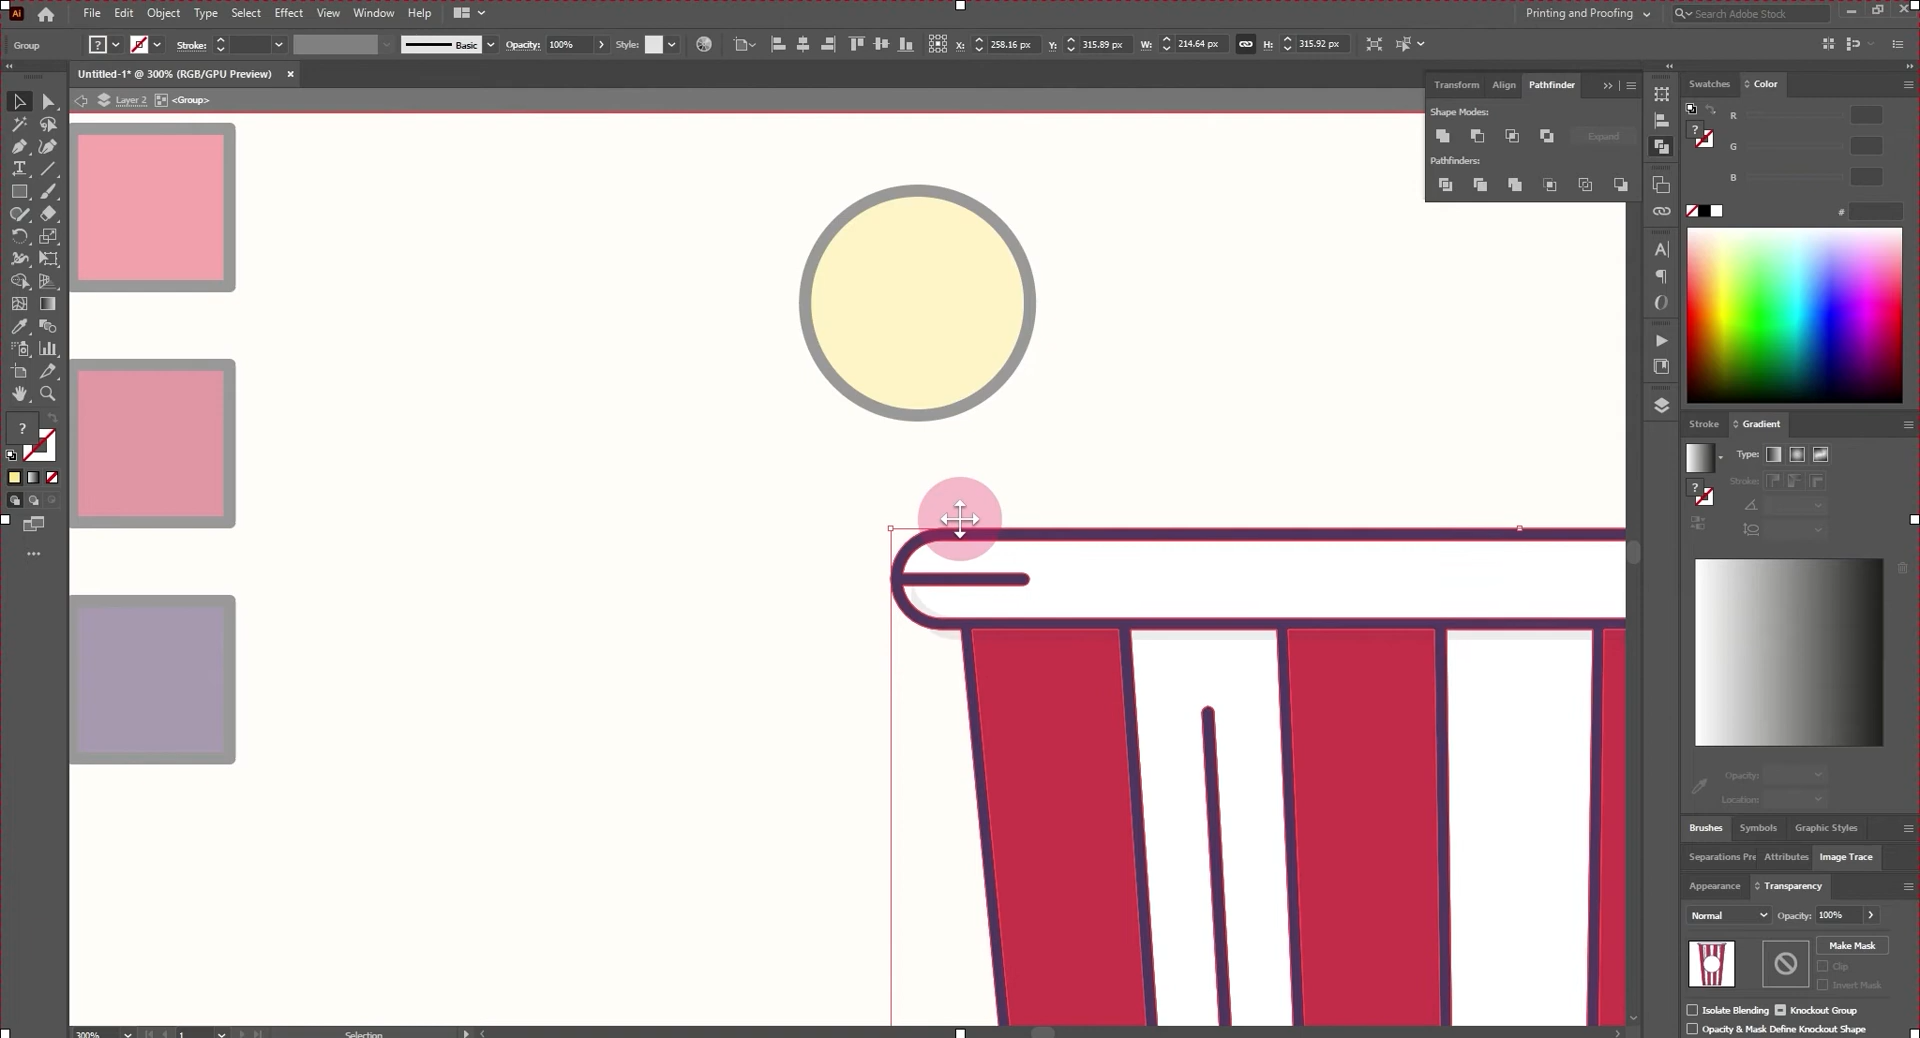 Ai File Edit Object Type Select Effect View Window Help Printing and Proofing Search Adobe Stock
Group ? Stroke: Basic Opacity: 100% Style: X: 258.16 px Y: 315.89 px W: 214.64 px H: 315.92 px
Untitled-1* @ 300% (RGB/GPU Preview) ×
Layer 2 <Group>
Transform Align Pathfinder
Shape Modes:
Expand
Pathfinders:
Swatches Color
?
R
G
B
#
Stroke Gradient
Type:
Stroke:
?
Opacity:
Location:
Brushes Symbols Graphic Styles
Separations Pre Attributes Image Trace
Appearance Transparency
Normal Opacity: 100%
Make Mask
Clip
Invert Mask
Isolate Blending Knockout Group
Opacity & Mask Define Knockout Shape
?
300% 1 Selection